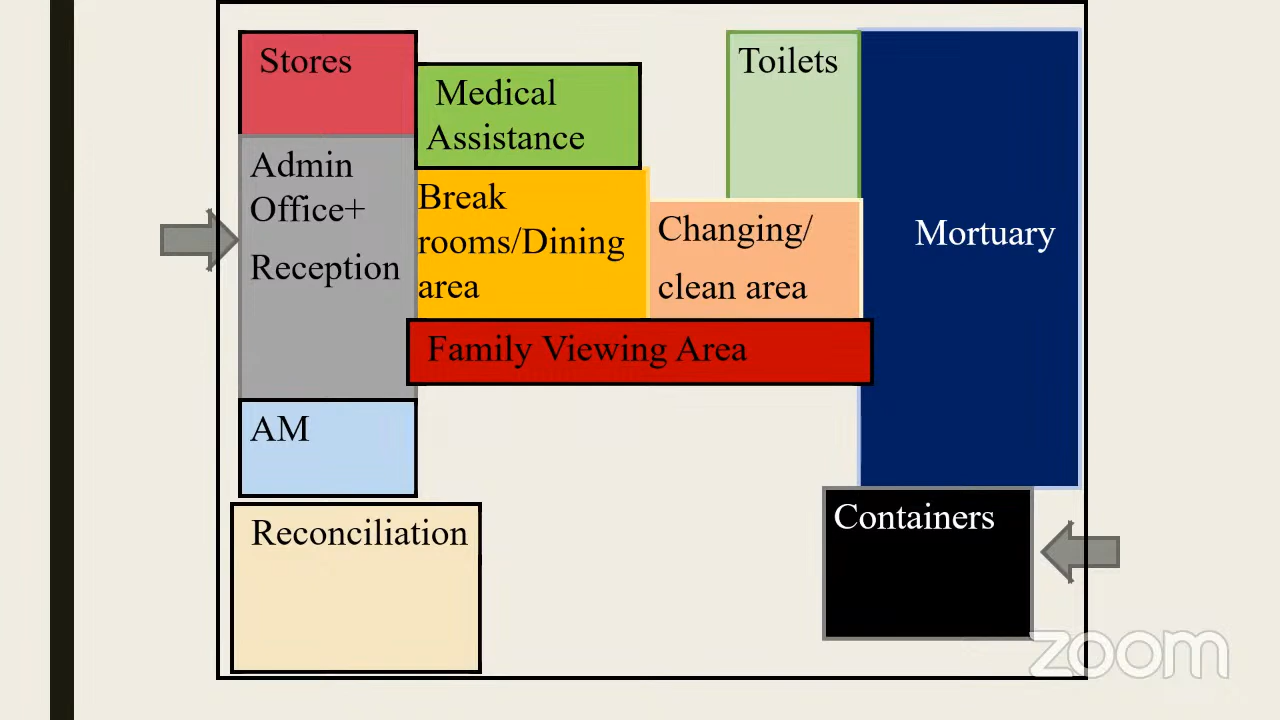 Stores
Medical
Assistance
Toilets
Admin
Office+
Reception
Break
rooms/Dining
area
Changing/
clean area
Mortuary
Family Viewing Area
AM
Reconciliation
Containers
zoom